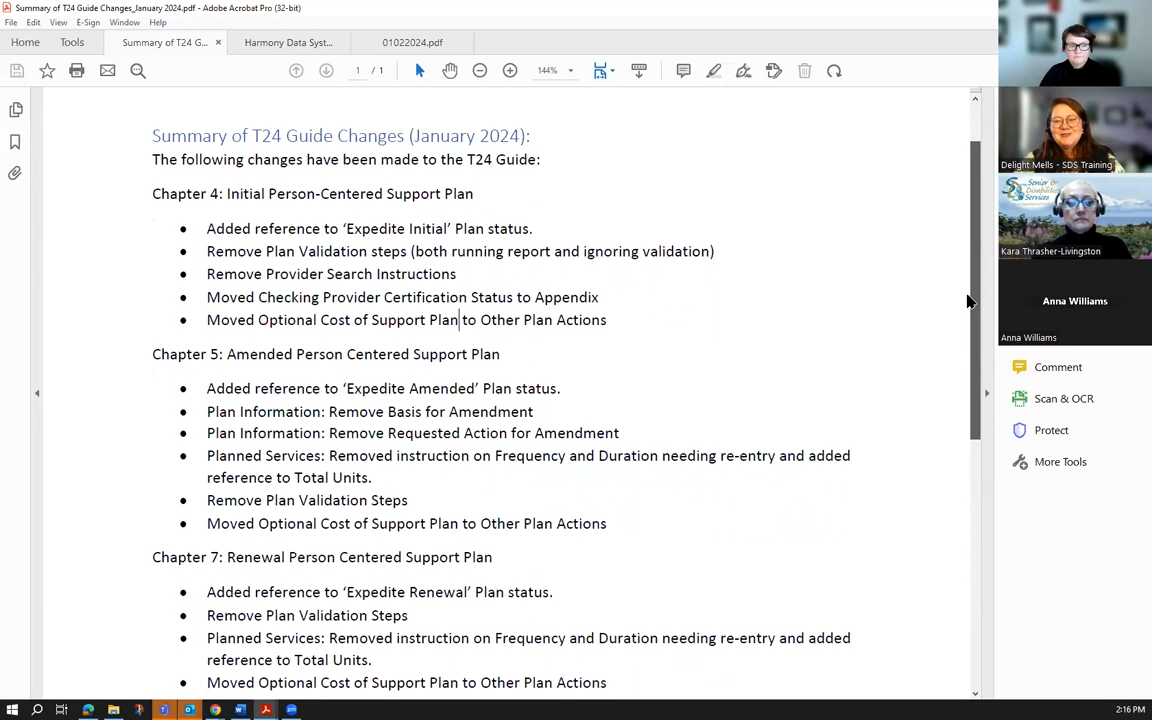 Summary of T24 Guide Changes_January 2024.pdf - Adobe Acrobat Pro (32-bit)
File Edit View E-Sign Window Help
Home Tools Summary of T24 G... × Harmony Data Syst... 01022024.pdf
1 / 1 144%
Summary of T24 Guide Changes (January 2024):
The following changes have been made to the T24 Guide:
Chapter 4: Initial Person-Centered Support Plan
• Added reference to ‘Expedite Initial’ Plan status.
• Remove Plan Validation steps (both running report and ignoring validation)
• Remove Provider Search Instructions
• Moved Checking Provider Certification Status to Appendix
• Moved Optional Cost of Support Plan to Other Plan Actions
Chapter 5: Amended Person Centered Support Plan
• Added reference to ‘Expedite Amended’ Plan status.
• Plan Information: Remove Basis for Amendment
• Plan Information: Remove Requested Action for Amendment
• Planned Services: Removed instruction on Frequency and Duration needing re-entry and added
reference to Total Units.
• Remove Plan Validation Steps
• Moved Optional Cost of Support Plan to Other Plan Actions
Chapter 7: Renewal Person Centered Support Plan
• Added reference to ‘Expedite Renewal’ Plan status.
• Remove Plan Validation Steps
• Planned Services: Removed instruction on Frequency and Duration needing re-entry and added
reference to Total Units.
• Moved Optional Cost of Support Plan to Other Plan Actions
Delight Mells - SDS Training
Senior &
Disabilities
Services
Kara Thrasher-Livingston
Anna Williams
Anna Williams
Comment
Scan & OCR
Protect
More Tools
2:16 PM